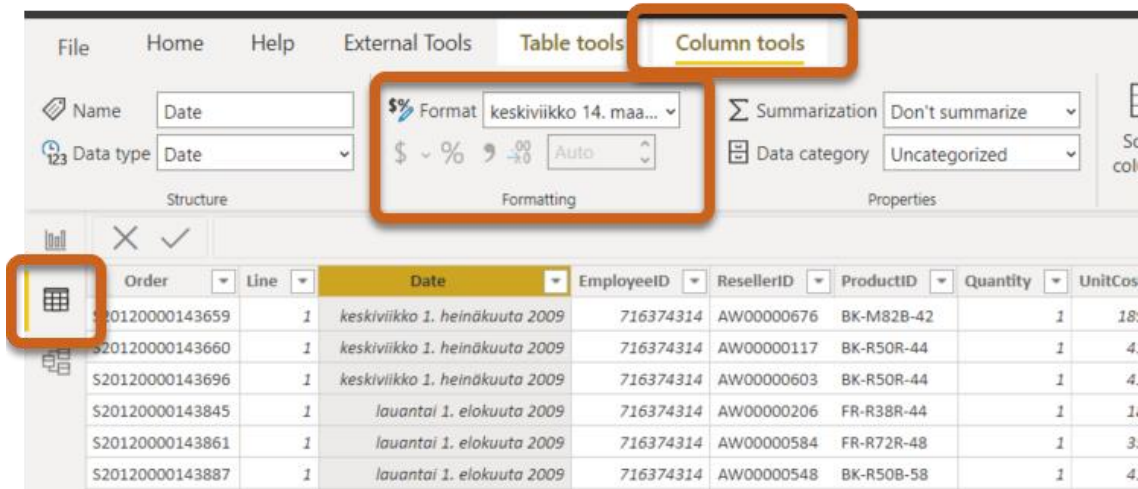 File Home Help External Tools Table tools Column tools
Name Date $% Format keskiviikko 14. maa... Summarization Don't summarize
123 Data type Date $ % 9 .00 →.0 Auto Data category Uncategorized
Structure Formatting Properties
Order Line Date EmployeeID ResellerID ProductID Quantity UnitCos
S20120000143659 1 keskiviikko 1. heinäkuuta 2009 716374314 AW00000676 BK-M82B-42 1
S20120000143660 1 keskiviikko 1. heinäkuuta 2009 716374314 AW00000117 BK-R50R-44 1
S20120000143696 1 keskiviikko 1. heinäkuuta 2009 716374314 AW00000603 BK-R50R-44 1
S20120000143845 1 lauantai 1. elokuuta 2009 716374314 AW00000206 FR-R38R-44 1
S20120000143861 1 lauantai 1. elokuuta 2009 716374314 AW00000584 FR-R72R-48 1
S20120000143887 1 lauantai 1. elokuuta 2009 716374314 AW00000548 BK-R50B-58 1